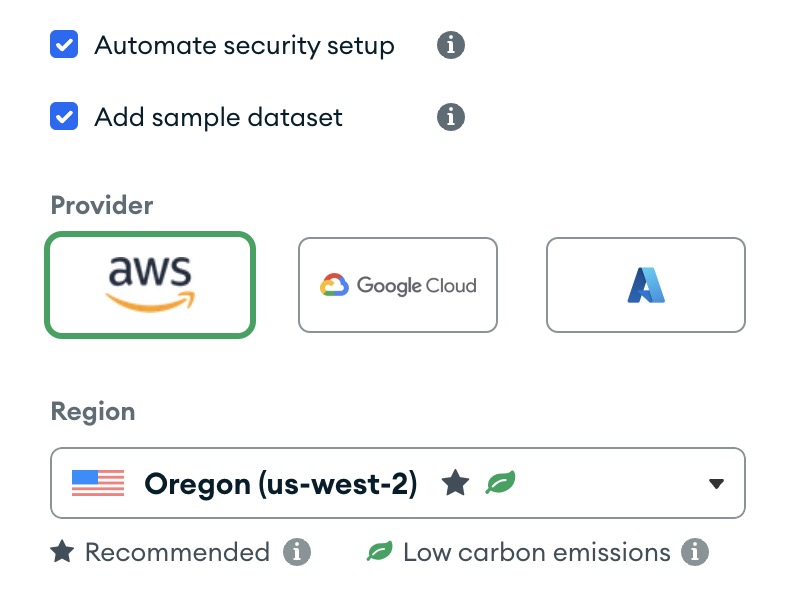 Automate security setup
Add sample dataset
Provider
aws
Google Cloud
Region
Oregon (us-west-2)
Recommended
Low carbon emissions